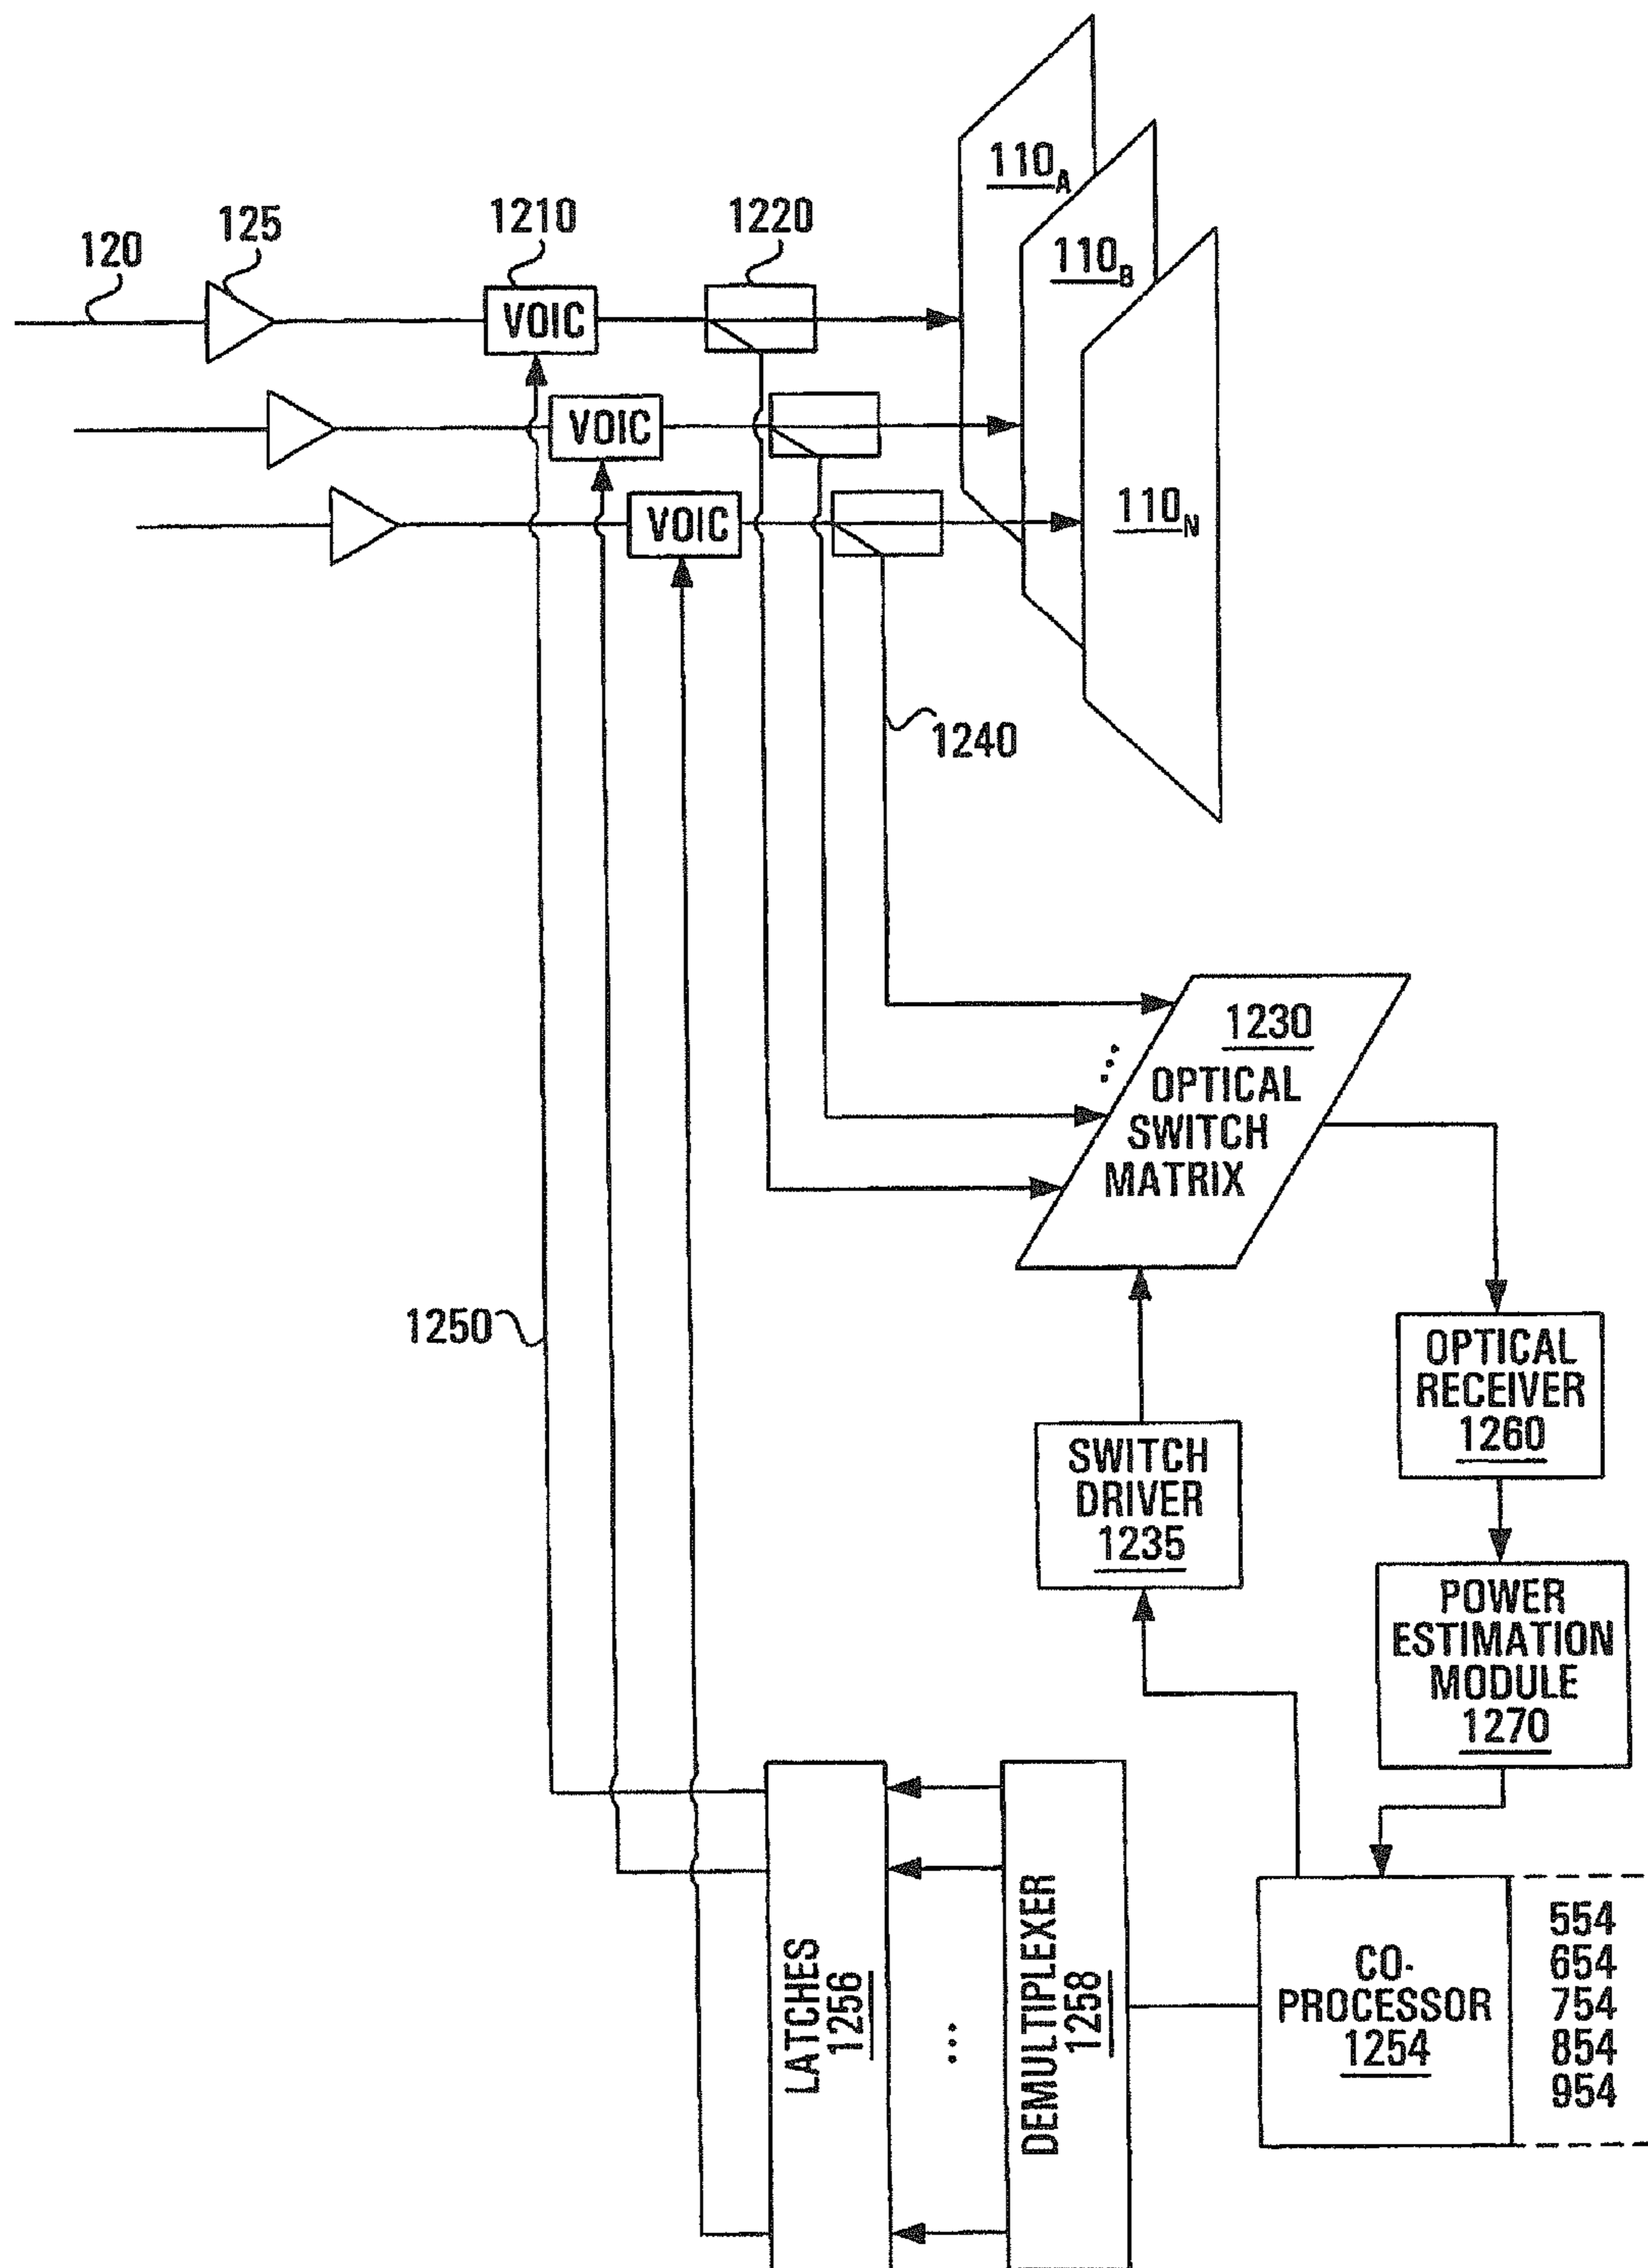 110A
110B
110N
120
125
1210
1220
VOIC
VOIC
VOIC
1240
1230
OPTICAL
SWITCH
MATRIX
1250
OPTICAL
RECEIVER
1260
SWITCH
DRIVER
1235
POWER
ESTIMATION
MODULE
1270
LATCHES
1256
...
DEMULTIPLEXER
1258
CO-
PROCESSOR
1254
554
654
754
854
954